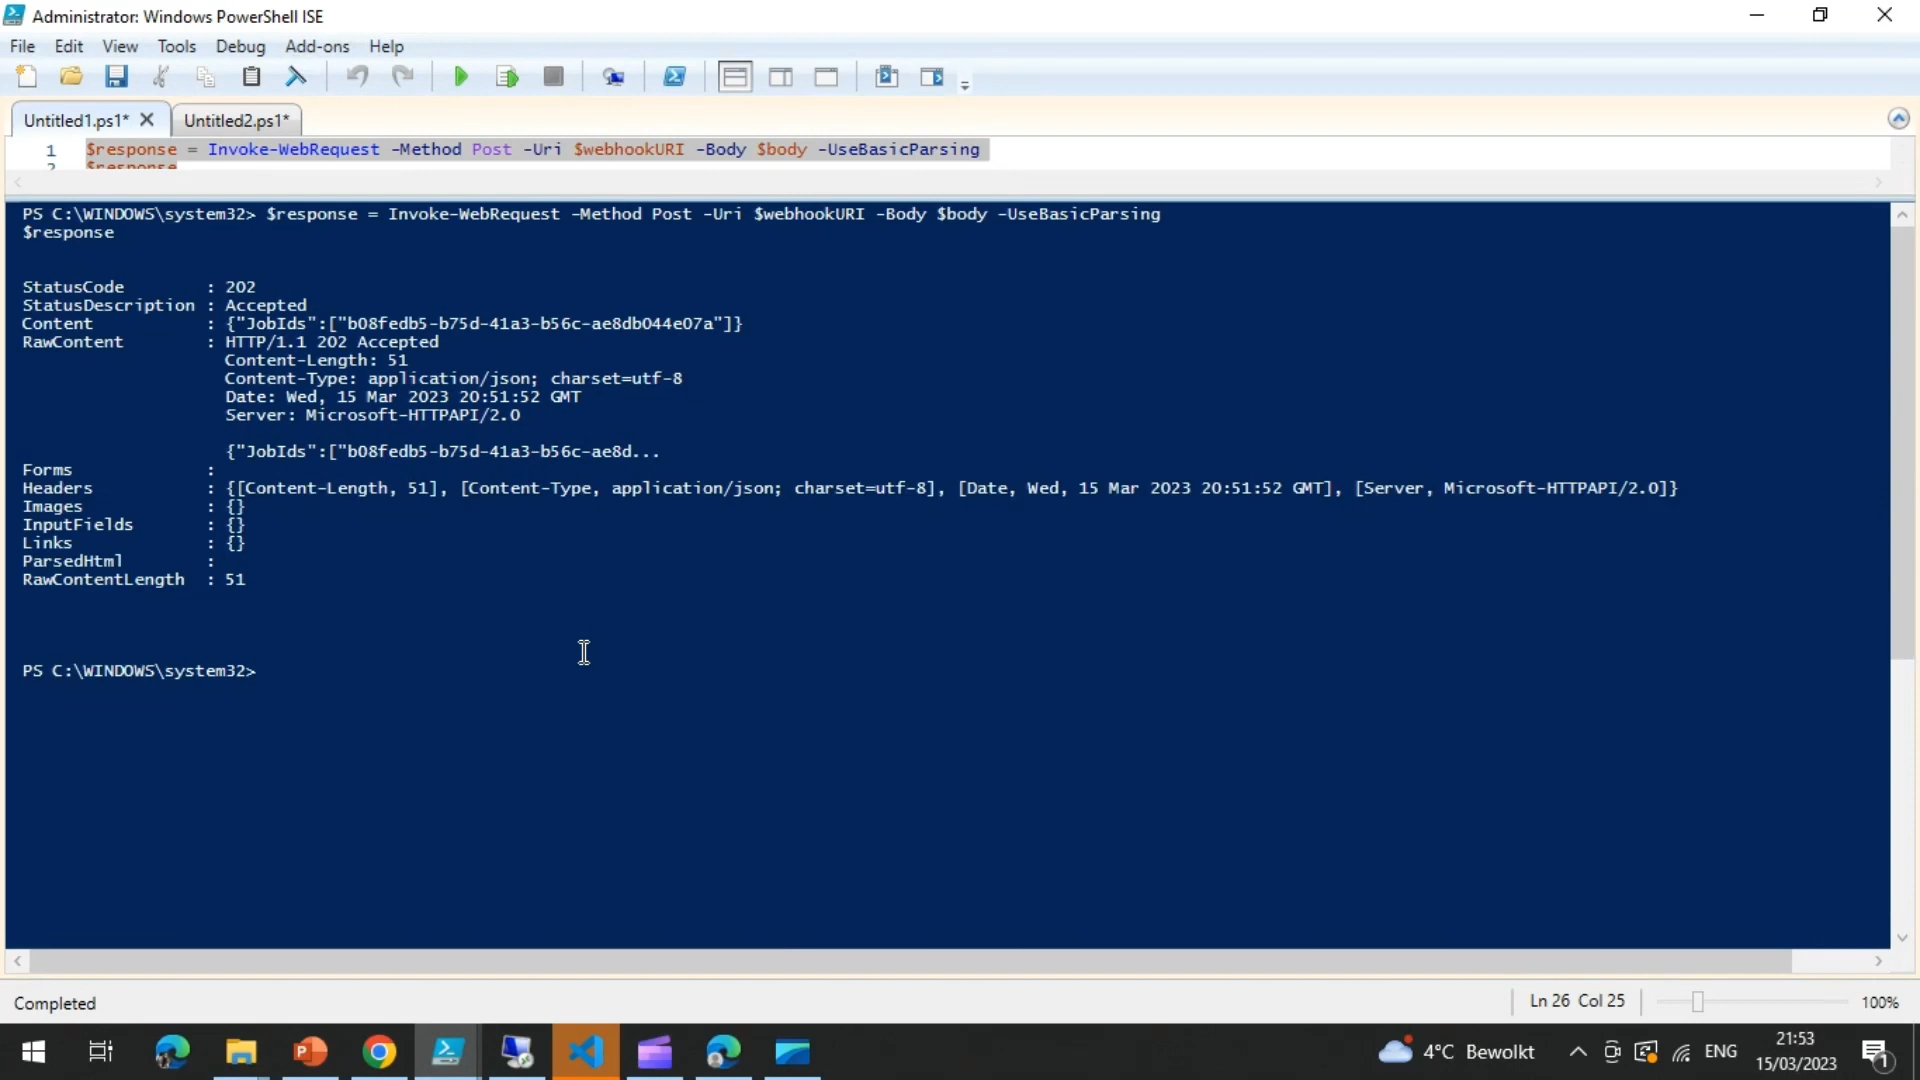 Administrator: Windows PowerShell ISE
File Edit View Tools Debug Add-ons Help
Untitled1.ps1* Untitled2.ps1*
1 $response = Invoke-WebRequest -Method Post -Uri $webhookURI -Body $body -UseBasicParsing
2 $response
PS C:\WINDOWS\system32> $response = Invoke-WebRequest -Method Post -Uri $webhookURI -Body $body -UseBasicParsing
$response
StatusCode : 202
StatusDescription : Accepted
Content : {"JobIds":["b08fedb5-b75d-41a3-b56c-ae8db044e07a"]}
RawContent : HTTP/1.1 202 Accepted
Content-Length: 51
Content-Type: application/json; charset=utf-8
Date: Wed, 15 Mar 2023 20:51:52 GMT
Server: Microsoft-HTTPAPI/2.0
{"JobIds":["b08fedb5-b75d-41a3-b56c-ae8d...
Forms :
Headers : {[Content-Length, 51], [Content-Type, application/json; charset=utf-8], [Date, Wed, 15 Mar 2023 20:51:52 GMT], [Server, Microsoft-HTTPAPI/2.0]}
Images : {}
InputFields : {}
Links : {}
ParsedHtml :
RawContentLength : 51
PS C:\WINDOWS\system32>
Completed Ln 26 Col 25 100%
4°C Bewolkt ENG 21:53
15/03/2023 1